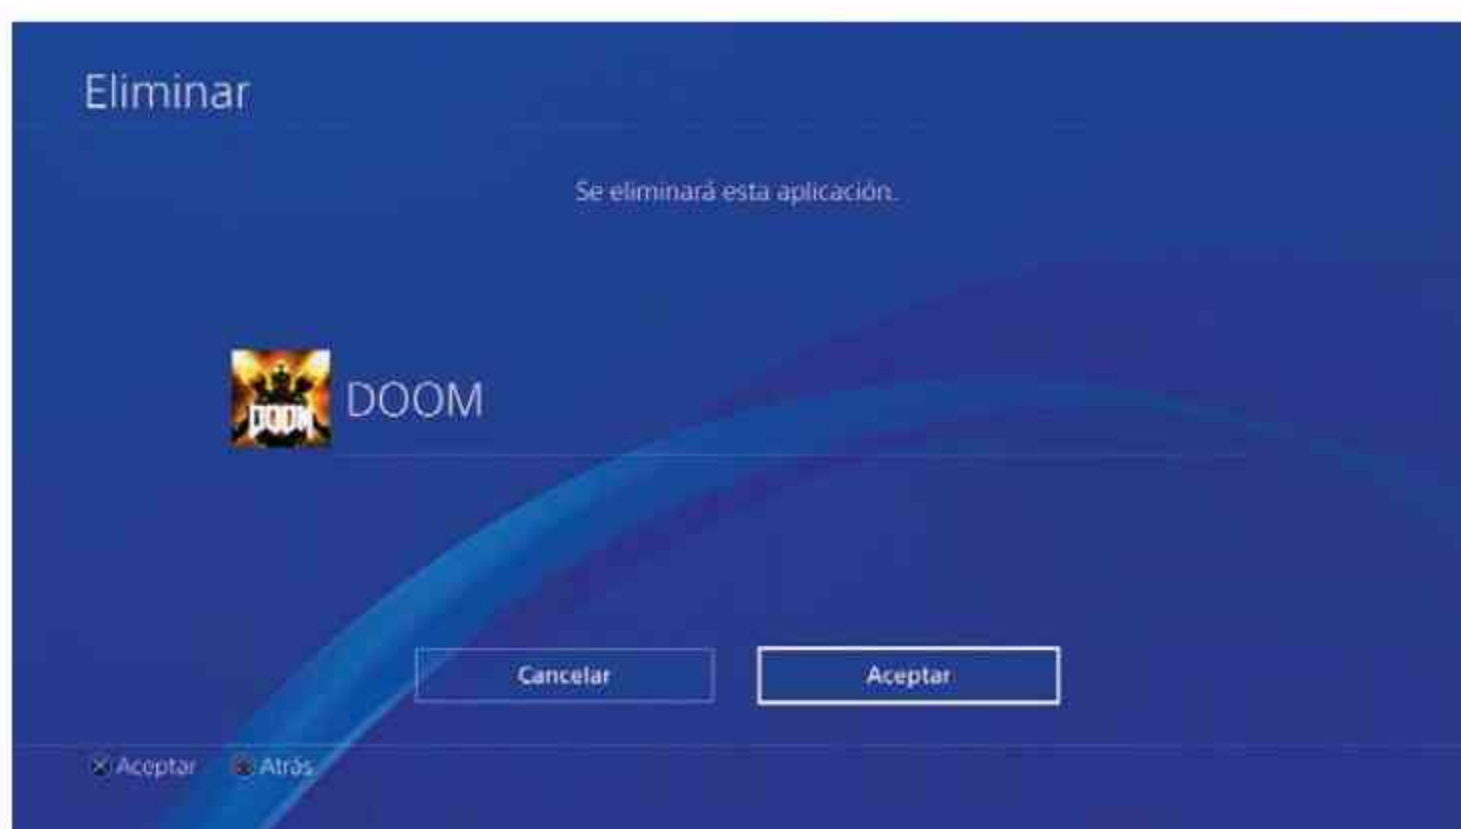 Eliminar
Se eliminará esta aplicación.
DOOM
DOOM
Cancelar
Aceptar
Aceptar
Atrás